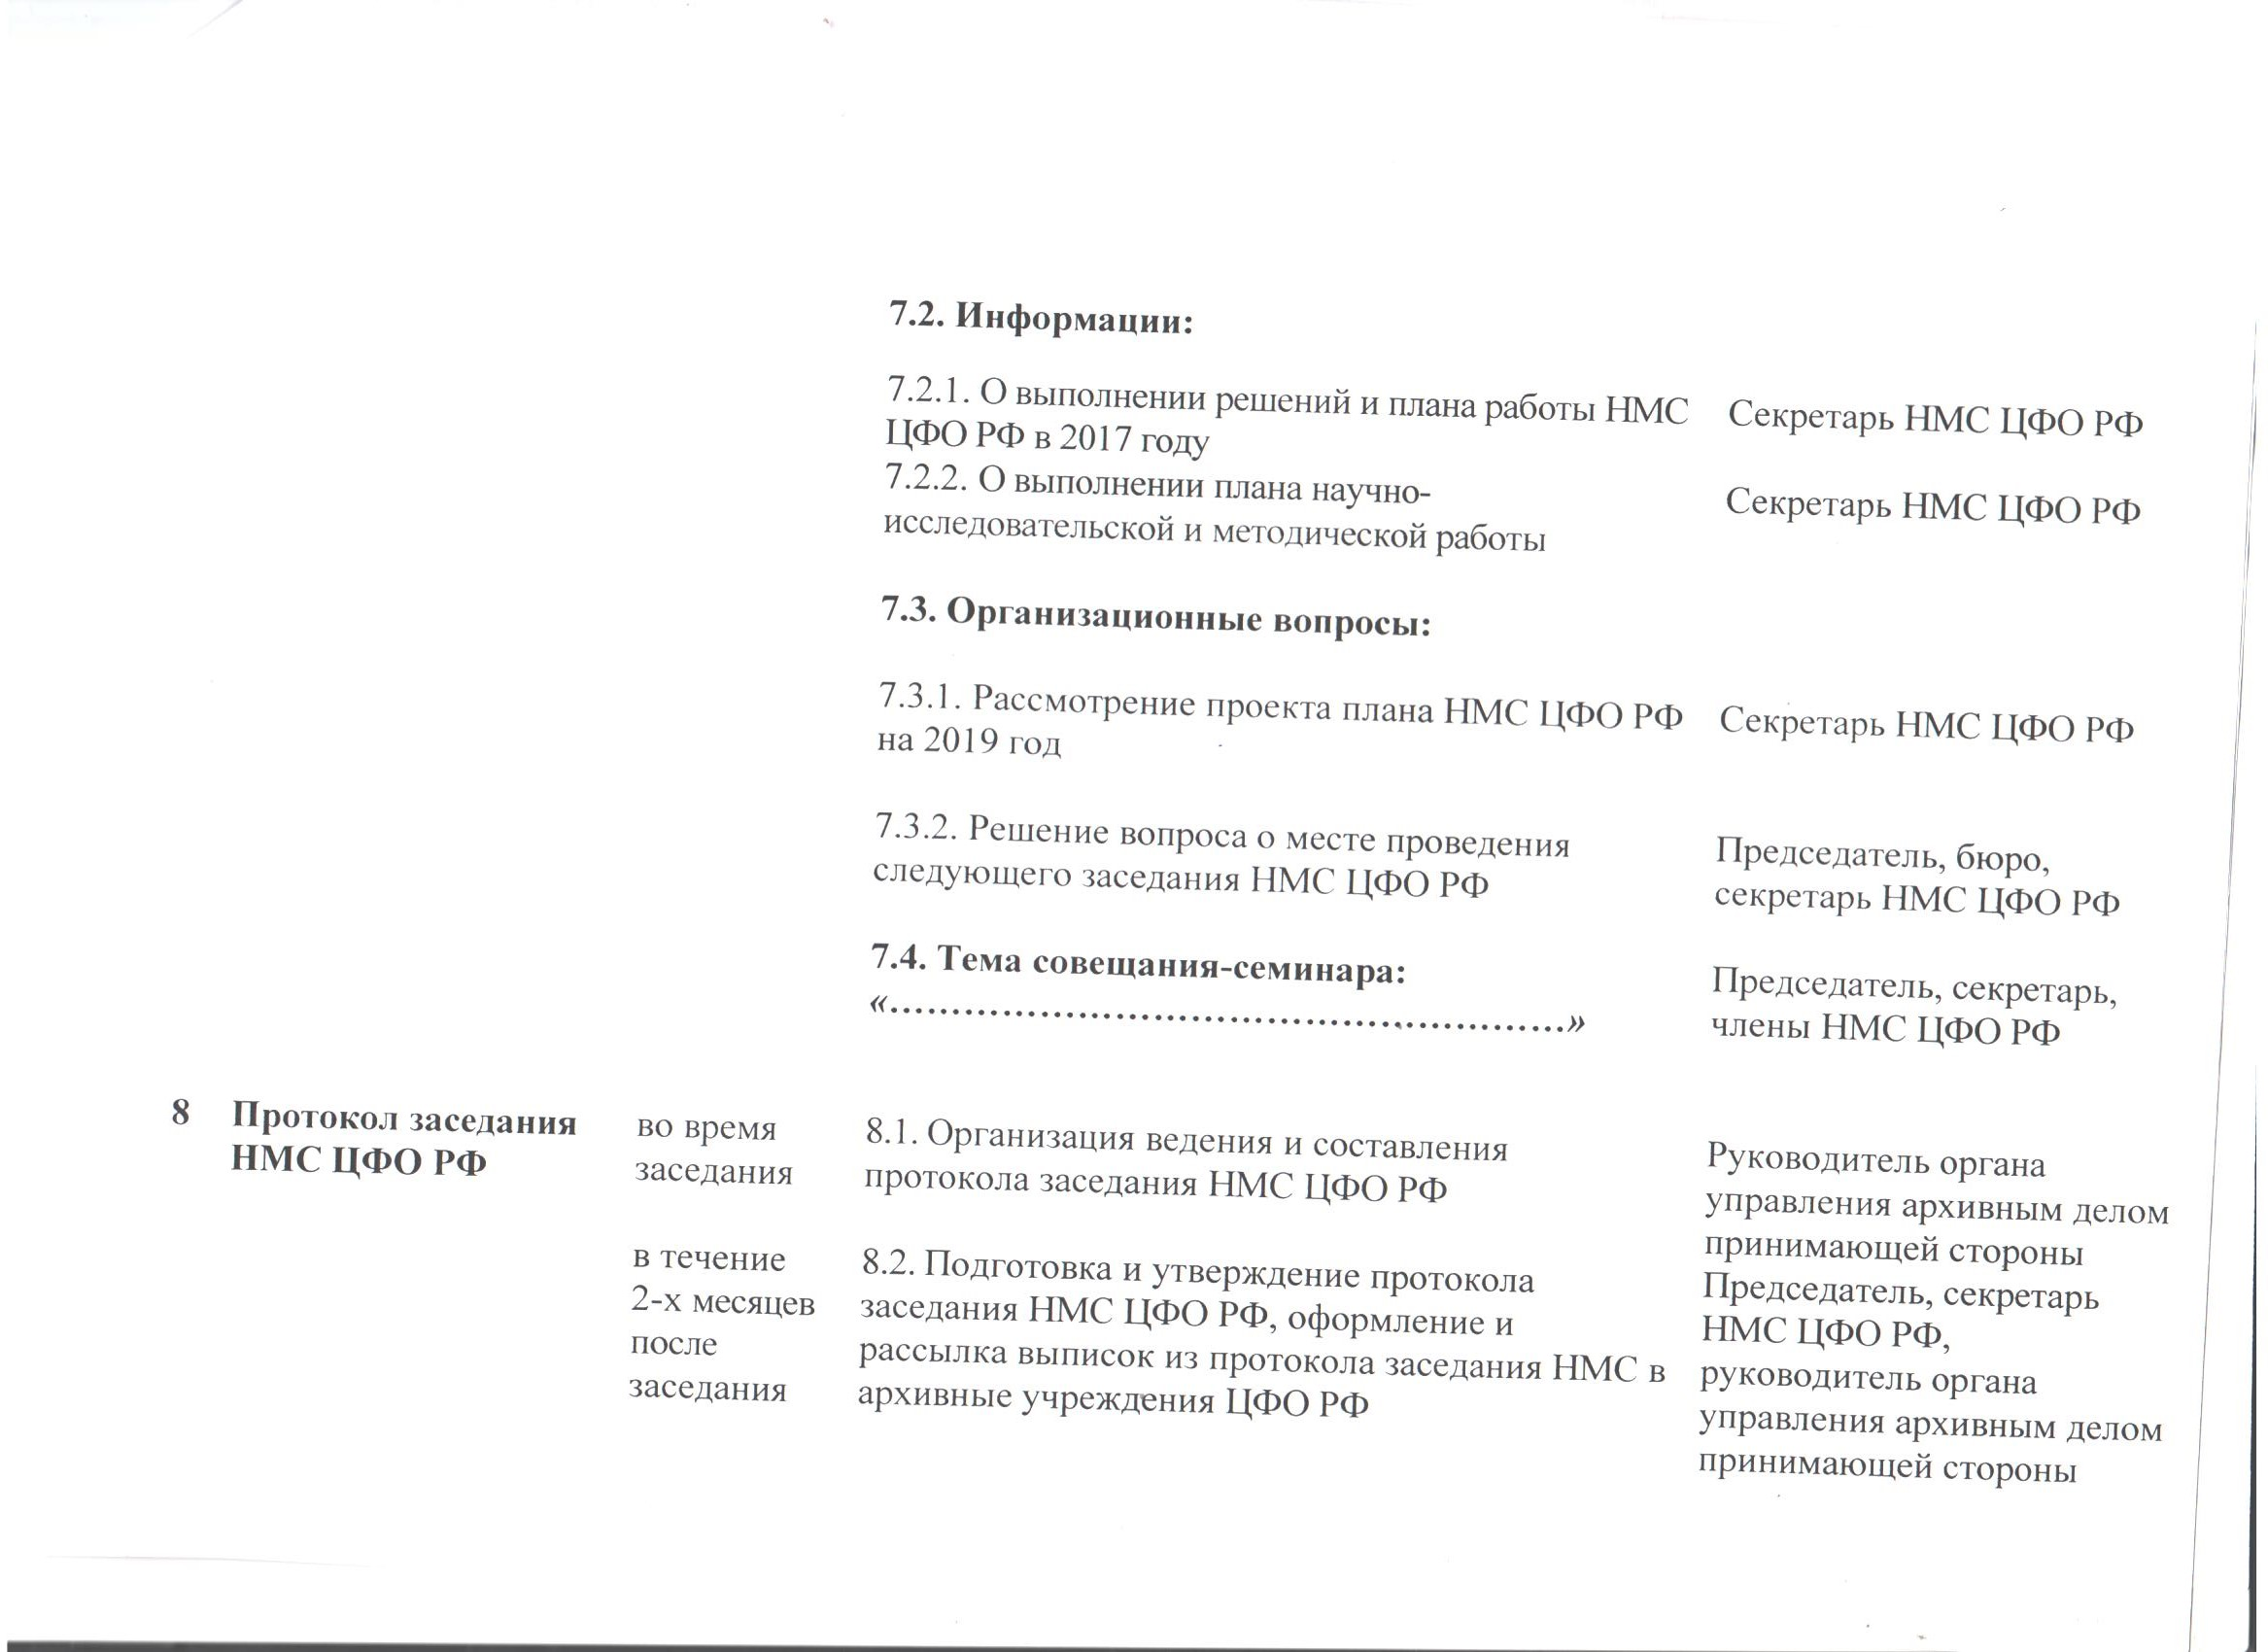 7.2. Информации:
7.2.1. О выполнении решений и плана работы НМС
ЦФО РФ в 2017 году
Секретарь НМС ЦФО РФ
7.2.2. О выполнении плана научно-
исследовательской и методической работы
Секретарь НМС ЦФО РФ
7.3. Организационные вопросы:
7.3.1. Рассмотрение проекта плана НМС ЦФО РФ
на 2019 год
Секретарь НМС ЦФО РФ
7.3.2. Решение вопроса о месте проведения
следующего заседания НМС ЦФО РФ
Председатель, бюро,
секретарь НМС ЦФО РФ
7.4. Тема совещания-семинара:
«......................................................»
Председатель, секретарь,
члены НМС ЦФО РФ
8
Протокол заседания
НМС ЦФО РФ
во время
заседания
8.1. Организация ведения и составления
протокола заседания НМС ЦФО РФ
Руководитель органа
управления архивным делом
принимающей стороны
в течение
2-х месяцев
после
заседания
8.2. Подготовка и утверждение протокола
заседания НМС ЦФО РФ, оформление и
рассылка выписок из протокола заседания НМС в
архивные учреждения ЦФО РФ
Председатель, секретарь
НМС ЦФО РФ,
руководитель органа
управления архивным делом
принимающей стороны